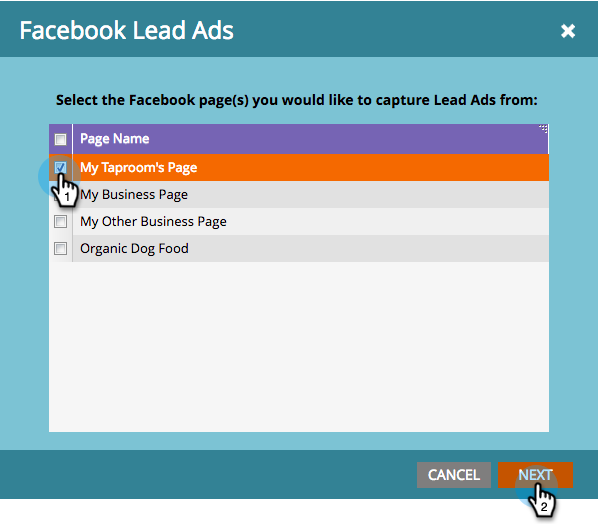 Facebook Lead Ads
Select the Facebook page(s) you would like to capture Lead Ads from:
Page Name
My Taproom's Page
1
My Business Page
My Other Business Page
Organic Dog Food
CANCEL
NEXT
2